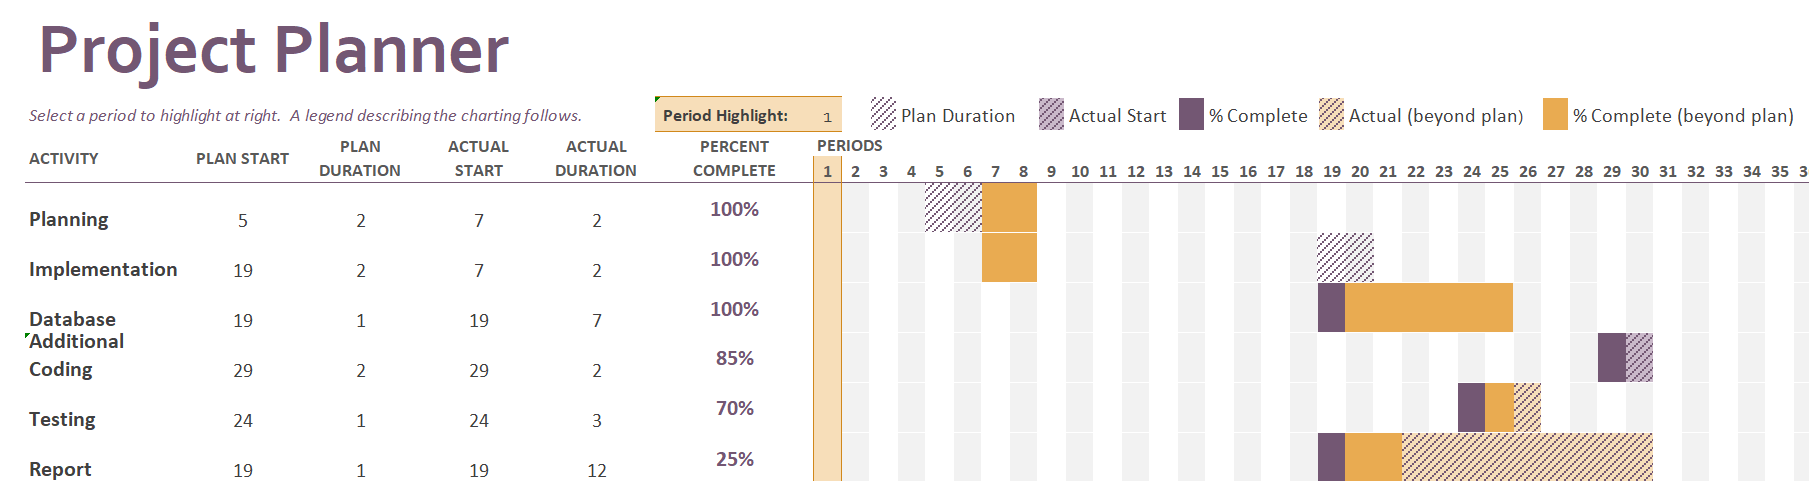 Project Planner
Select a period to highlight at right.  A legend describing the charting follows.
Period Highlight: 1
Plan Duration
Actual Start
% Complete
Actual (beyond plan)
% Complete (beyond plan)
ACTIVITY PLAN START PLAN DURATION ACTUAL START ACTUAL DURATION PERCENT COMPLETE PERIODS
1 2 3 4 5 6 7 8 9 10 11 12 13 14 15 16 17 18 19 20 21 22 23 24 25 26 27 28 29 30 31 32 33 34 35
Planning 5 2 7 2 100%
Implementation 19 2 7 2 100%
Database 19 1 19 7 100%
Additional
Coding 29 2 29 2 85%
Testing 24 1 24 3 70%
Report 19 1 19 12 25%